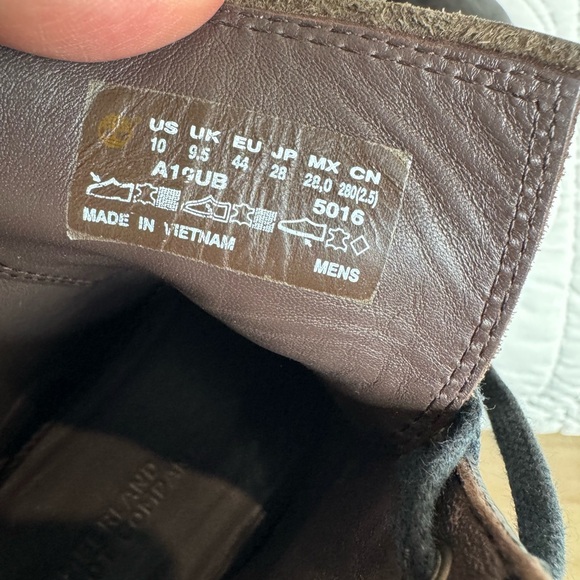 US UK EU JP MX CN
10 9.5 44 28 28.0 280(2.5)
A19UB 5016
MADE IN VIETNAM MENS